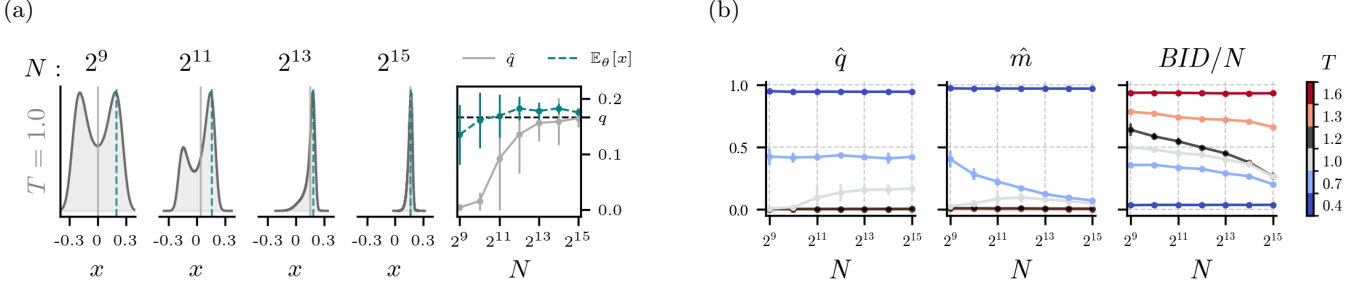 (a)
N : 2^9 2^11 2^13 2^15
T = 1.0
-0.3 0 0.3 -0.3 0 0.3 -0.3 0 0.3 -0.3 0 0.3
x x x x
q̂ 𝔼_θ[x]
0.2
q
0.1
0.0
2^9 2^11 2^13 2^15
N
(b)
q̂ m̂ BID/N T
1.0
0.5
0.0
2^9 2^11 2^13 2^15 2^9 2^11 2^13 2^15 2^9 2^11 2^13 2^15
N N N
1.6
1.3
1.2
1.0
0.7
0.4